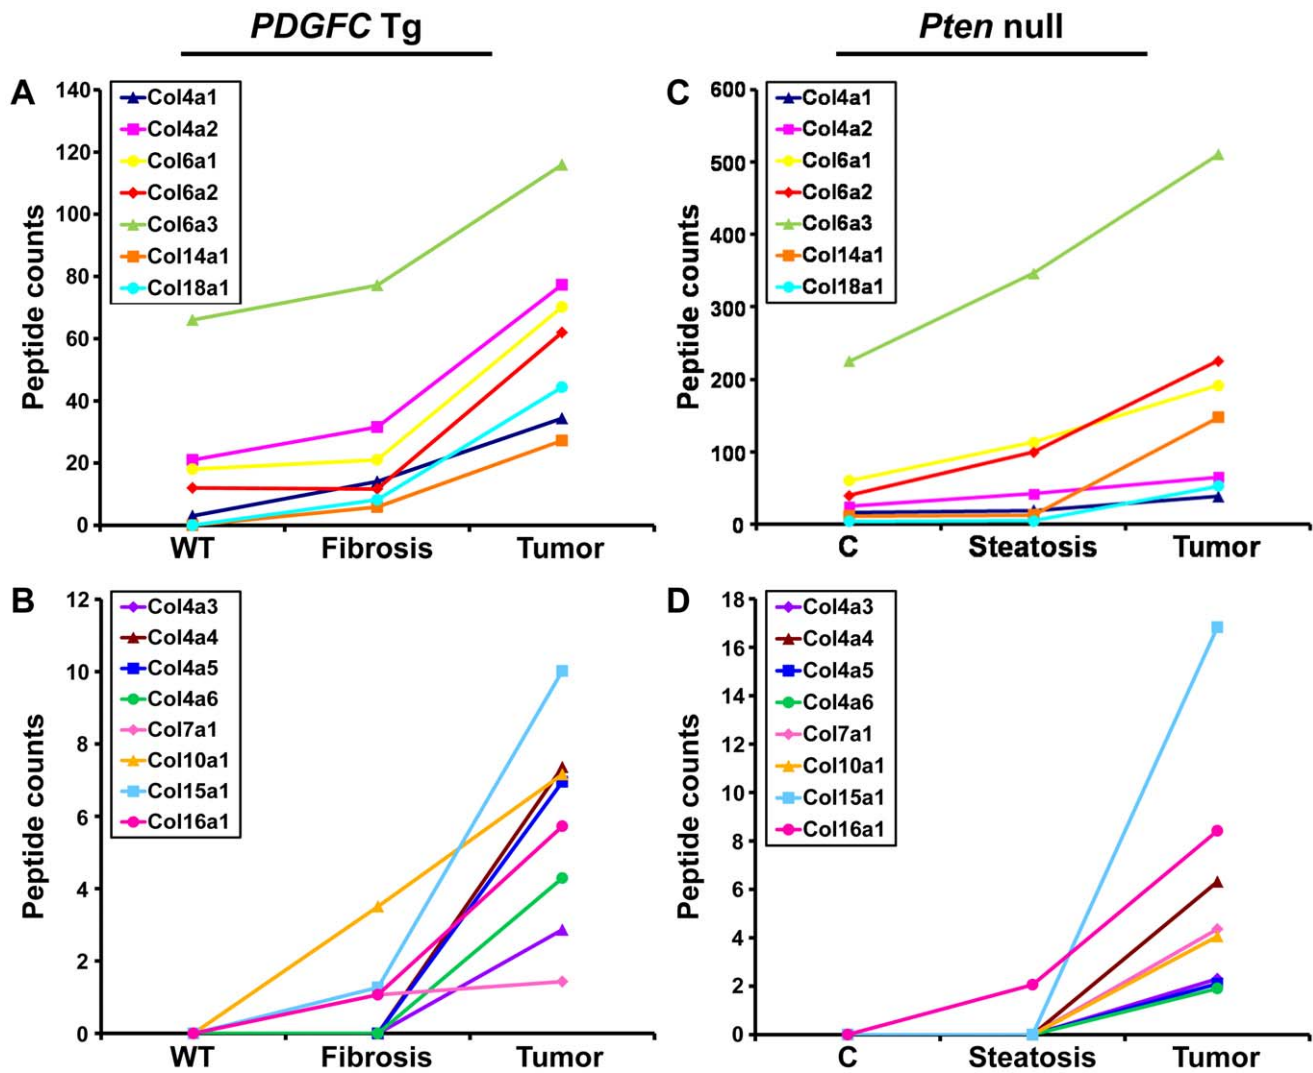 PDGFC Tg
Pten null
A
140
120
100
80
60
40
20
0
Peptide counts
Col4a1
Col4a2
Col6a1
Col6a2
Col6a3
Col14a1
Col18a1
WT Fibrosis Tumor
C
600
500
400
300
200
100
0
Peptide counts
Col4a1
Col4a2
Col6a1
Col6a2
Col6a3
Col14a1
Col18a1
C Steatosis Tumor
B
12
10
8
6
4
2
0
Peptide counts
Col4a3
Col4a4
Col4a5
Col4a6
Col7a1
Col10a1
Col15a1
Col16a1
WT Fibrosis Tumor
D
18
16
14
12
10
8
6
4
2
0
Peptide counts
Col4a3
Col4a4
Col4a5
Col4a6
Col7a1
Col10a1
Col15a1
Col16a1
C Steatosis Tumor